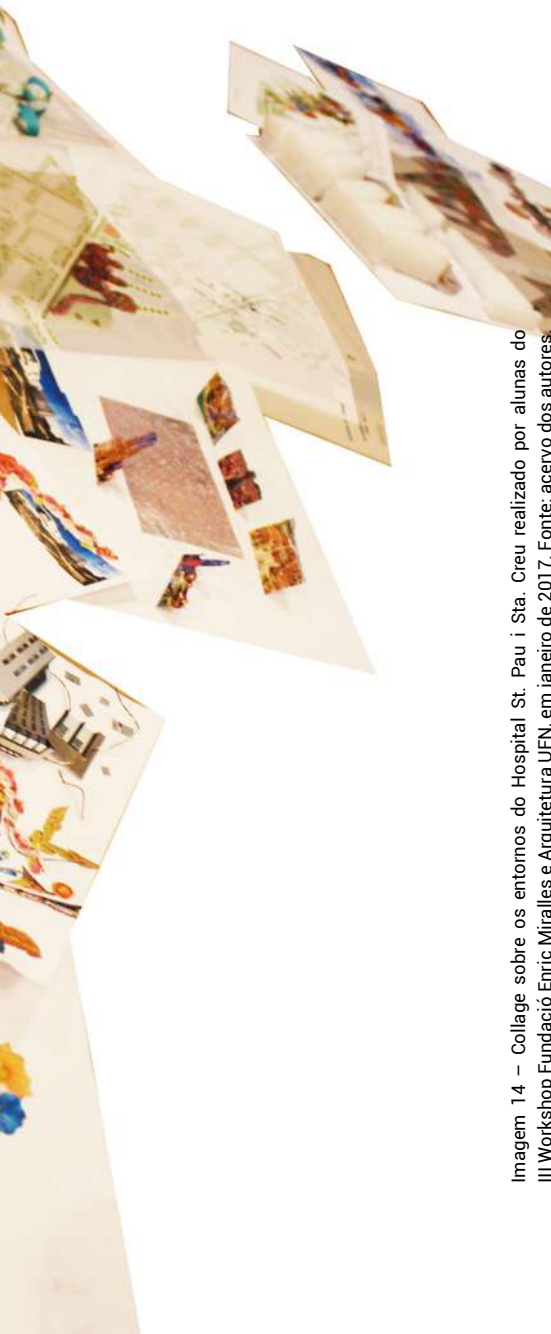 Imagem 14 – Collage sobre os entornos do Hospital St. Pau i Sta. Creu realizado por alunas do
III Workshop Fundació Enric Miralles e Arquitetura UFN, em janeiro de 2017. Fonte: acervo dos autores.